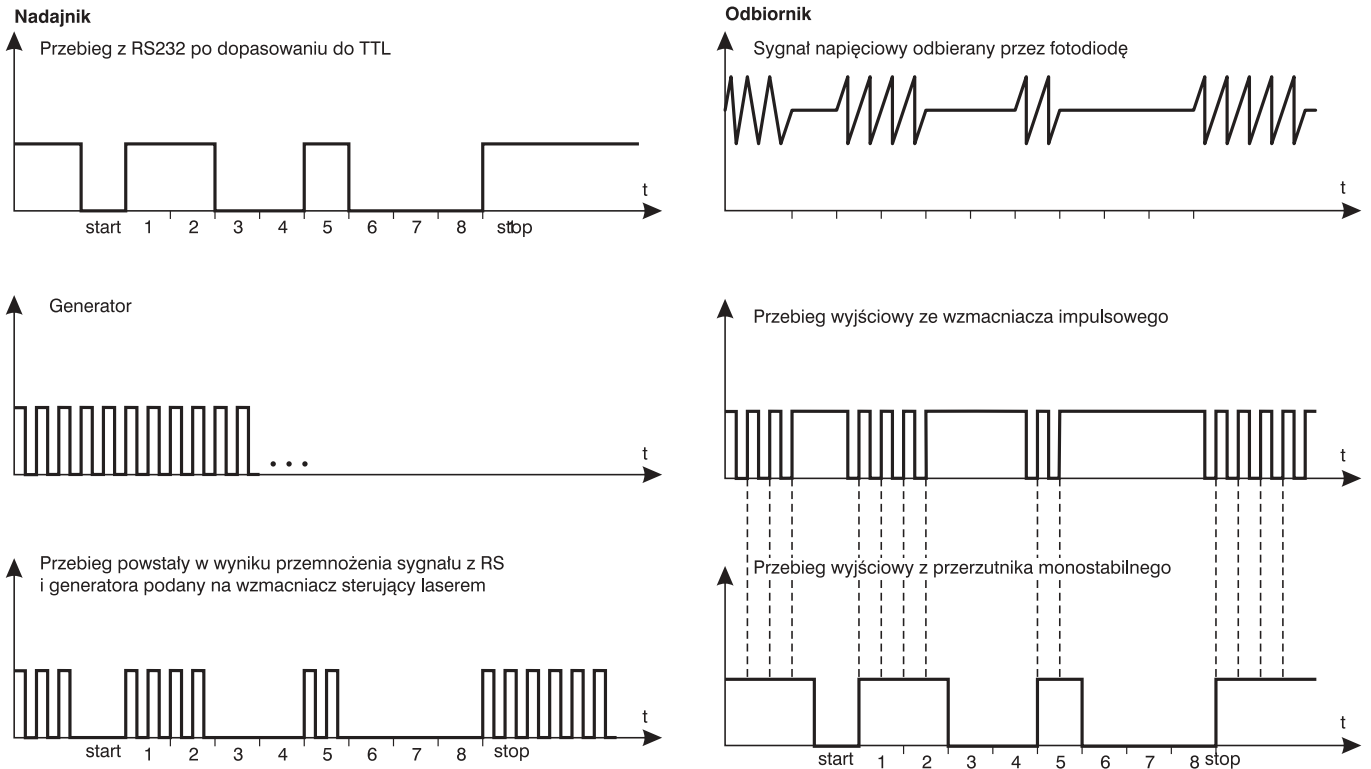 Nadajnik
Przebieg z RS232 po dopasowaniu do TTL
t
start 1 2 3 4 5 6 7 8 stop
Generator
t
Przebieg powstały w wyniku przemnożenia sygnału z RS
i generatora podany na wzmacniacz sterujący laserem
t
start 1 2 3 4 5 6 7 8 stop
Odbiornik
Sygnał napięciowy odbierany przez fotodiodę
t
Przebieg wyjściowy ze wzmacniacza impulsowego
t
Przebieg wyjściowy z przerzutnika monostabilnego
t
start 1 2 3 4 5 6 7 8 stop